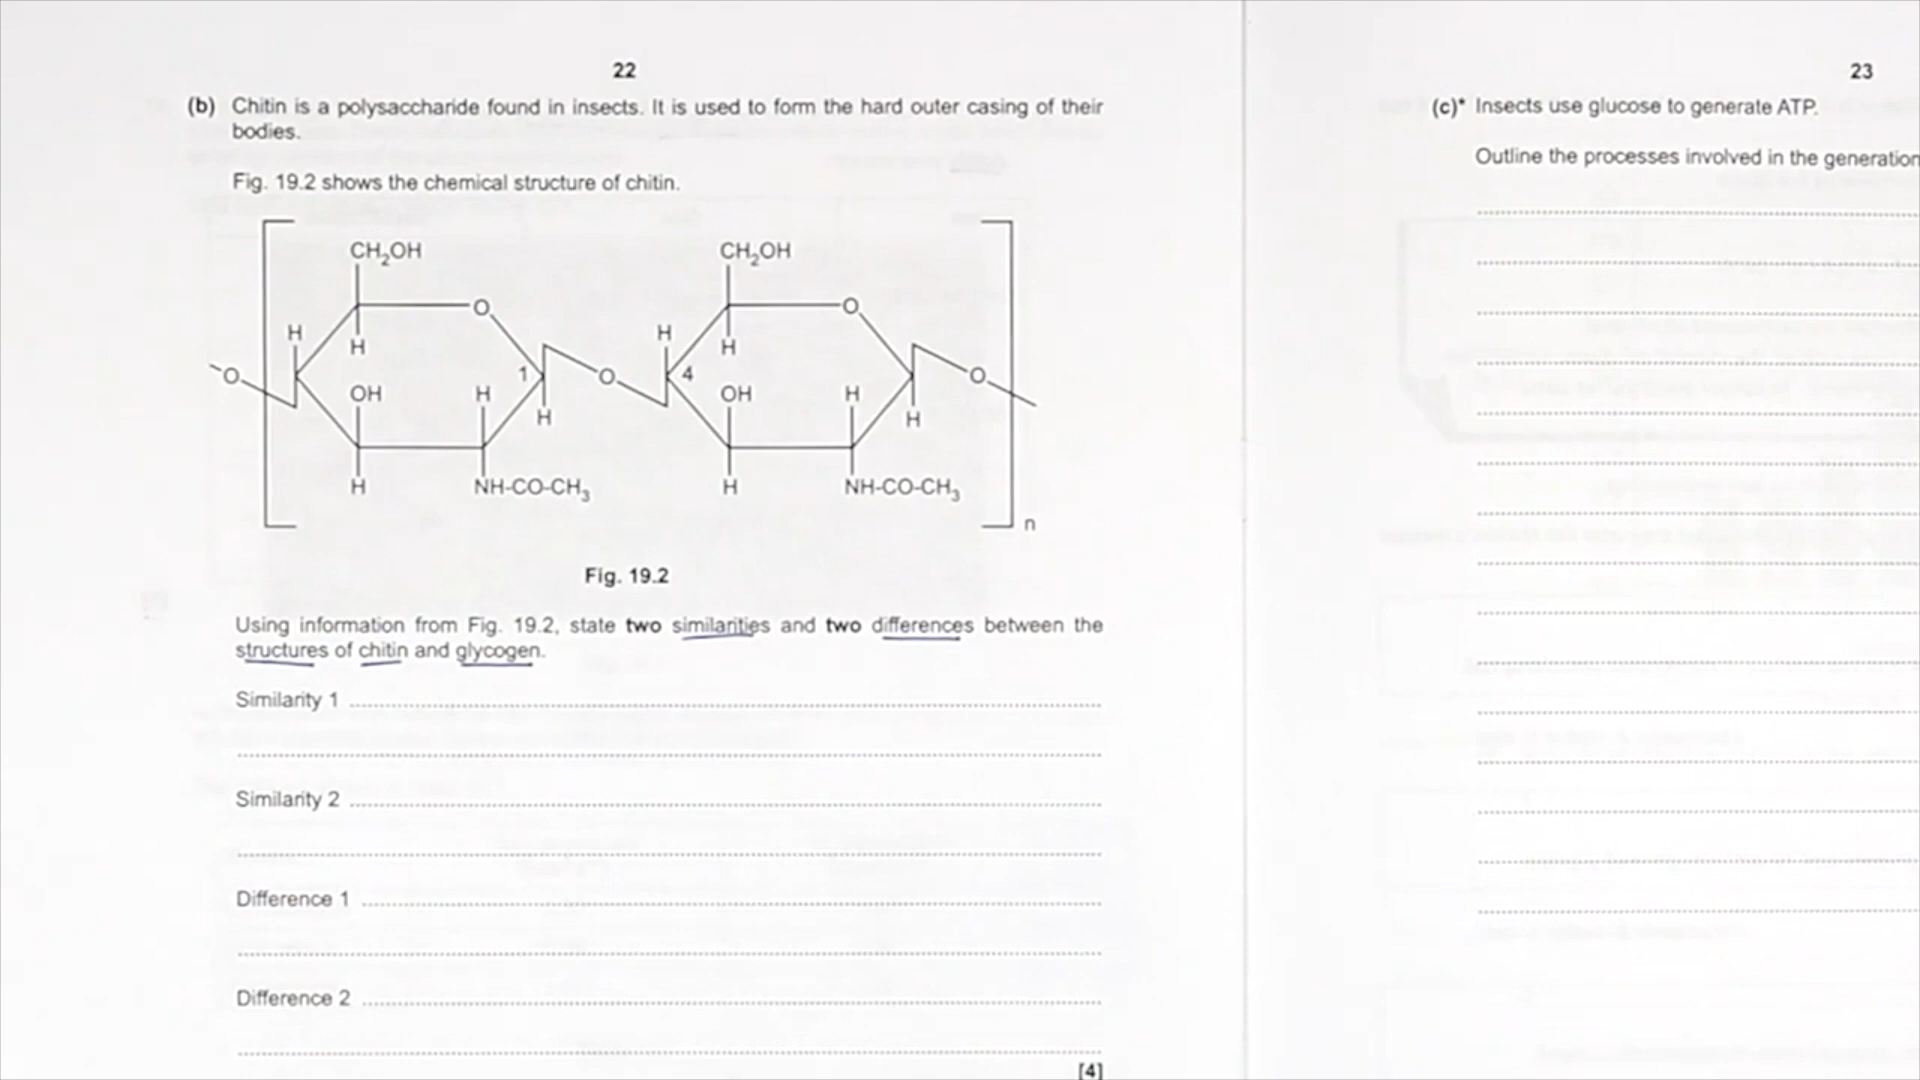 22
(b) Chitin is a polysaccharide found in insects. It is used to form the hard outer casing of their
bodies.
Fig. 19.2 shows the chemical structure of chitin.
CH₂OH CH₂OH
O O
H H
H H
O 1 O 4 O
OH H OH H
H H
H NH-CO-CH₃ H NH-CO-CH₃
n
Fig. 19.2
Using information from Fig. 19.2, state two similarities and two differences between the
structures of chitin and glycogen.
Similarity 1
Similarity 2
Difference 1
Difference 2
[4]
23
(c)* Insects use glucose to generate ATP.
Outline the processes involved in the generation